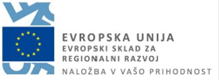 EVROPSKA UNIJA
EVROPSKI SKLAD ZA
REGIONALNI RAZVOJ
NALOŽBA V VAŠO PRIHODNOST